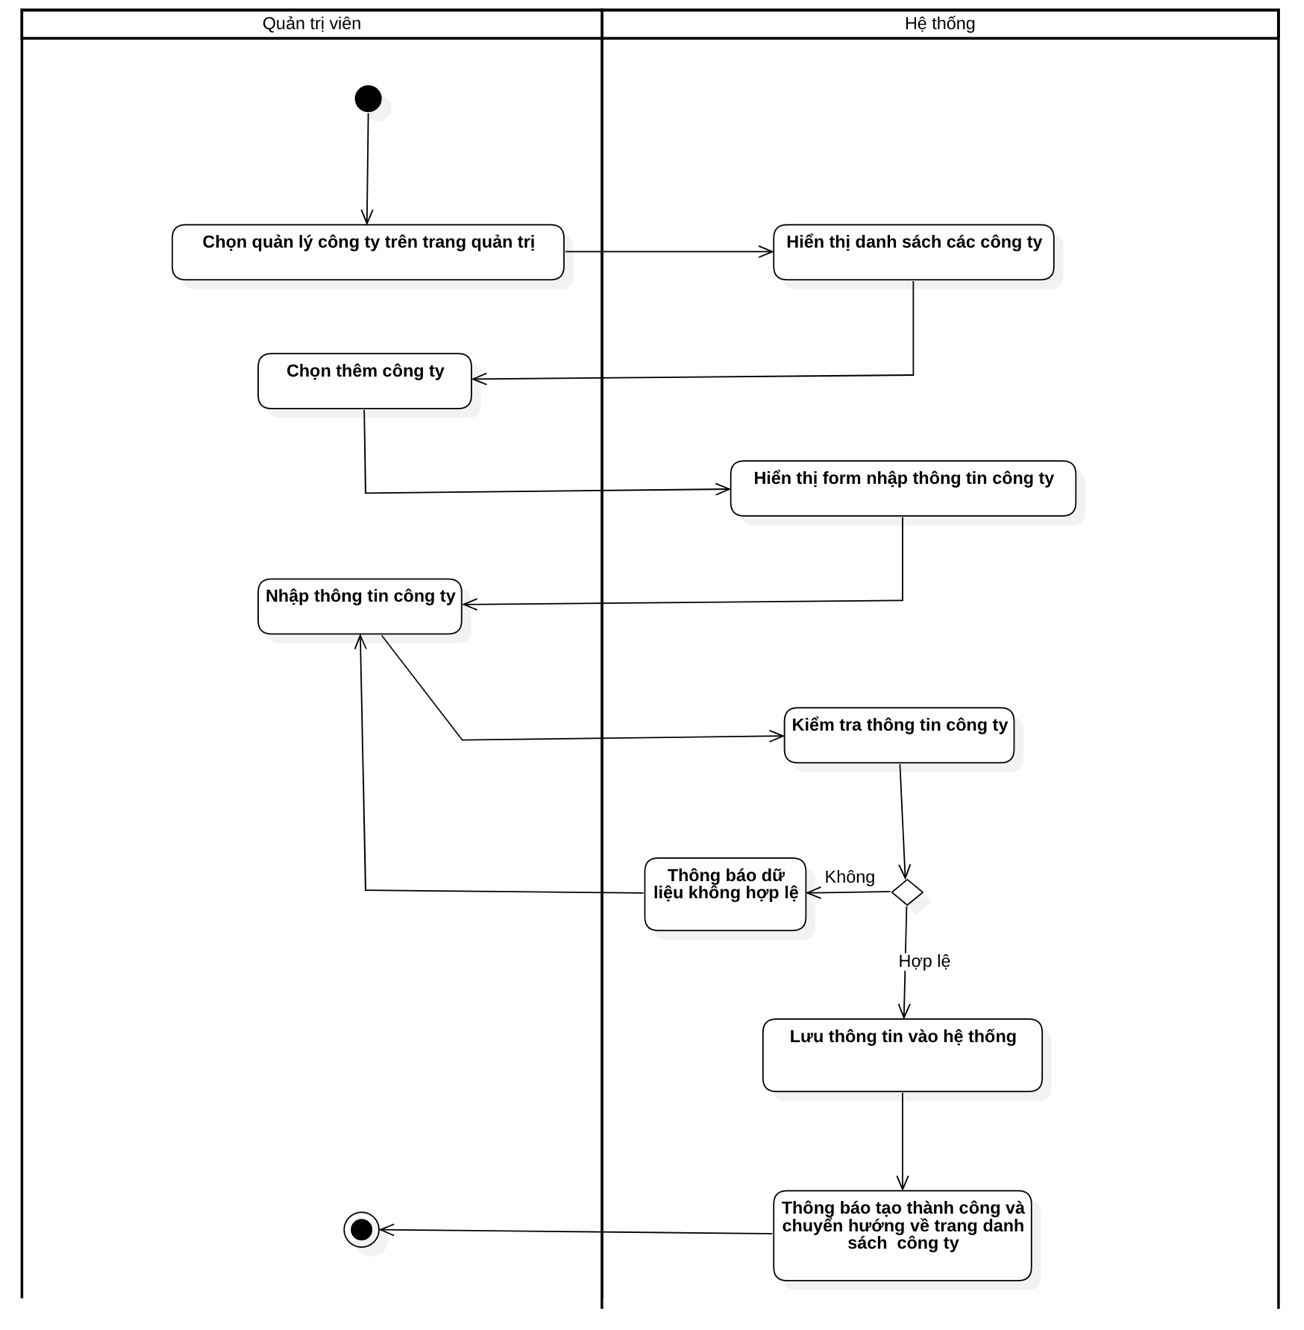 Quản trị viên
Hệ thống
Chọn quản lý công ty trên trang quản trị
Hiển thị danh sách các công ty
Chọn thêm công ty
Hiển thị form nhập thông tin công ty
Nhập thông tin công ty
Kiểm tra thông tin công ty
Thông báo dữ
liệu không hợp lệ
Không
Hợp lệ
Lưu thông tin vào hệ thống
Thông báo tạo thành công và
chuyển hướng về trang danh
sách  công ty